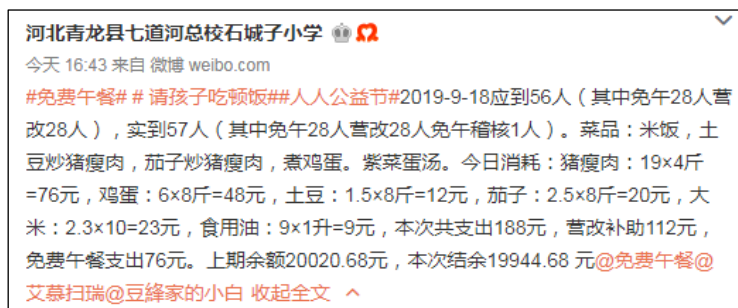 河北青龙县七道河总校石城子小学
今天 16:43 来自 微博 weibo.com
#免费午餐# # 请孩子吃顿饭##人人公益节#2019-9-18应到56人（其中免午28人营
改28人），实到57人（其中免午28人营改28人免午稽核1人）。菜品：米饭，土
豆炒猪瘦肉，茄子炒猪瘦肉，煮鸡蛋。紫菜蛋汤。今日消耗：猪瘦肉：19×4斤
=76元，鸡蛋：6×8斤=48元，土豆：1.5×8斤=12元，茄子：2.5×8斤=20元，大
米：2.3×10=23元，食用油：9×1升=9元，本次共支出188元，营改补助112元，
免费午餐支出76元。上期余额20020.68元，本次结余19944.68 元@免费午餐@
艾慕扫瑞@豆絳家的小白 收起全文